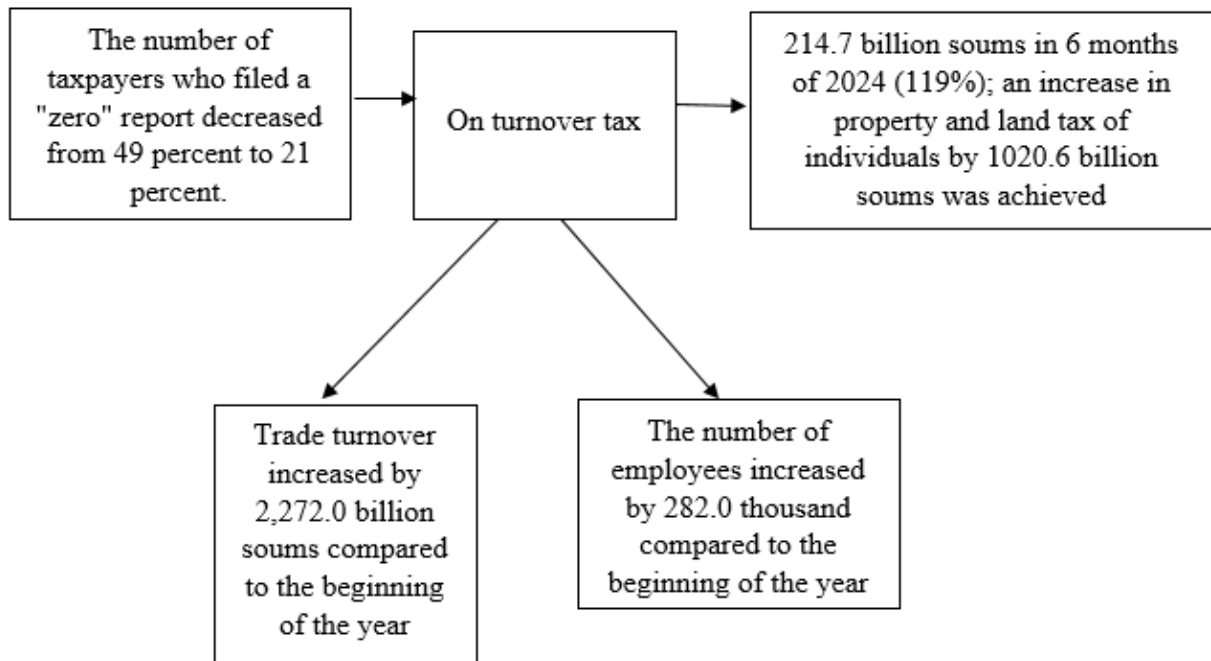 The number of
taxpayers who filed a
"zero" report decreased
from 49 percent to 21
percent.
On turnover tax
214.7 billion soums in 6 months
of 2024 (119%); an increase in
property and land tax of
individuals by 1020.6 billion
soums was achieved
Trade turnover
increased by
2,272.0 billion
soums compared
to the beginning
of the year
The number of
employees increased
by 282.0 thousand
compared to the
beginning of the year